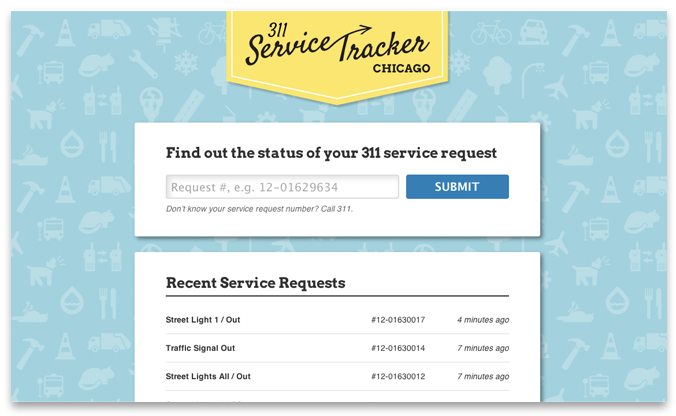 311
Service Tracker
CHICAGO
Find out the status of your 311 service request
Request #, e.g. 12-01629634
SUBMIT
Don't know your service request number? Call 311.
Recent Service Requests
Street Light 1 / Out #12-01630017 4 minutes ago
Traffic Signal Out #12-01630014 7 minutes ago
Street Lights All / Out #12-01630012 7 minutes ago